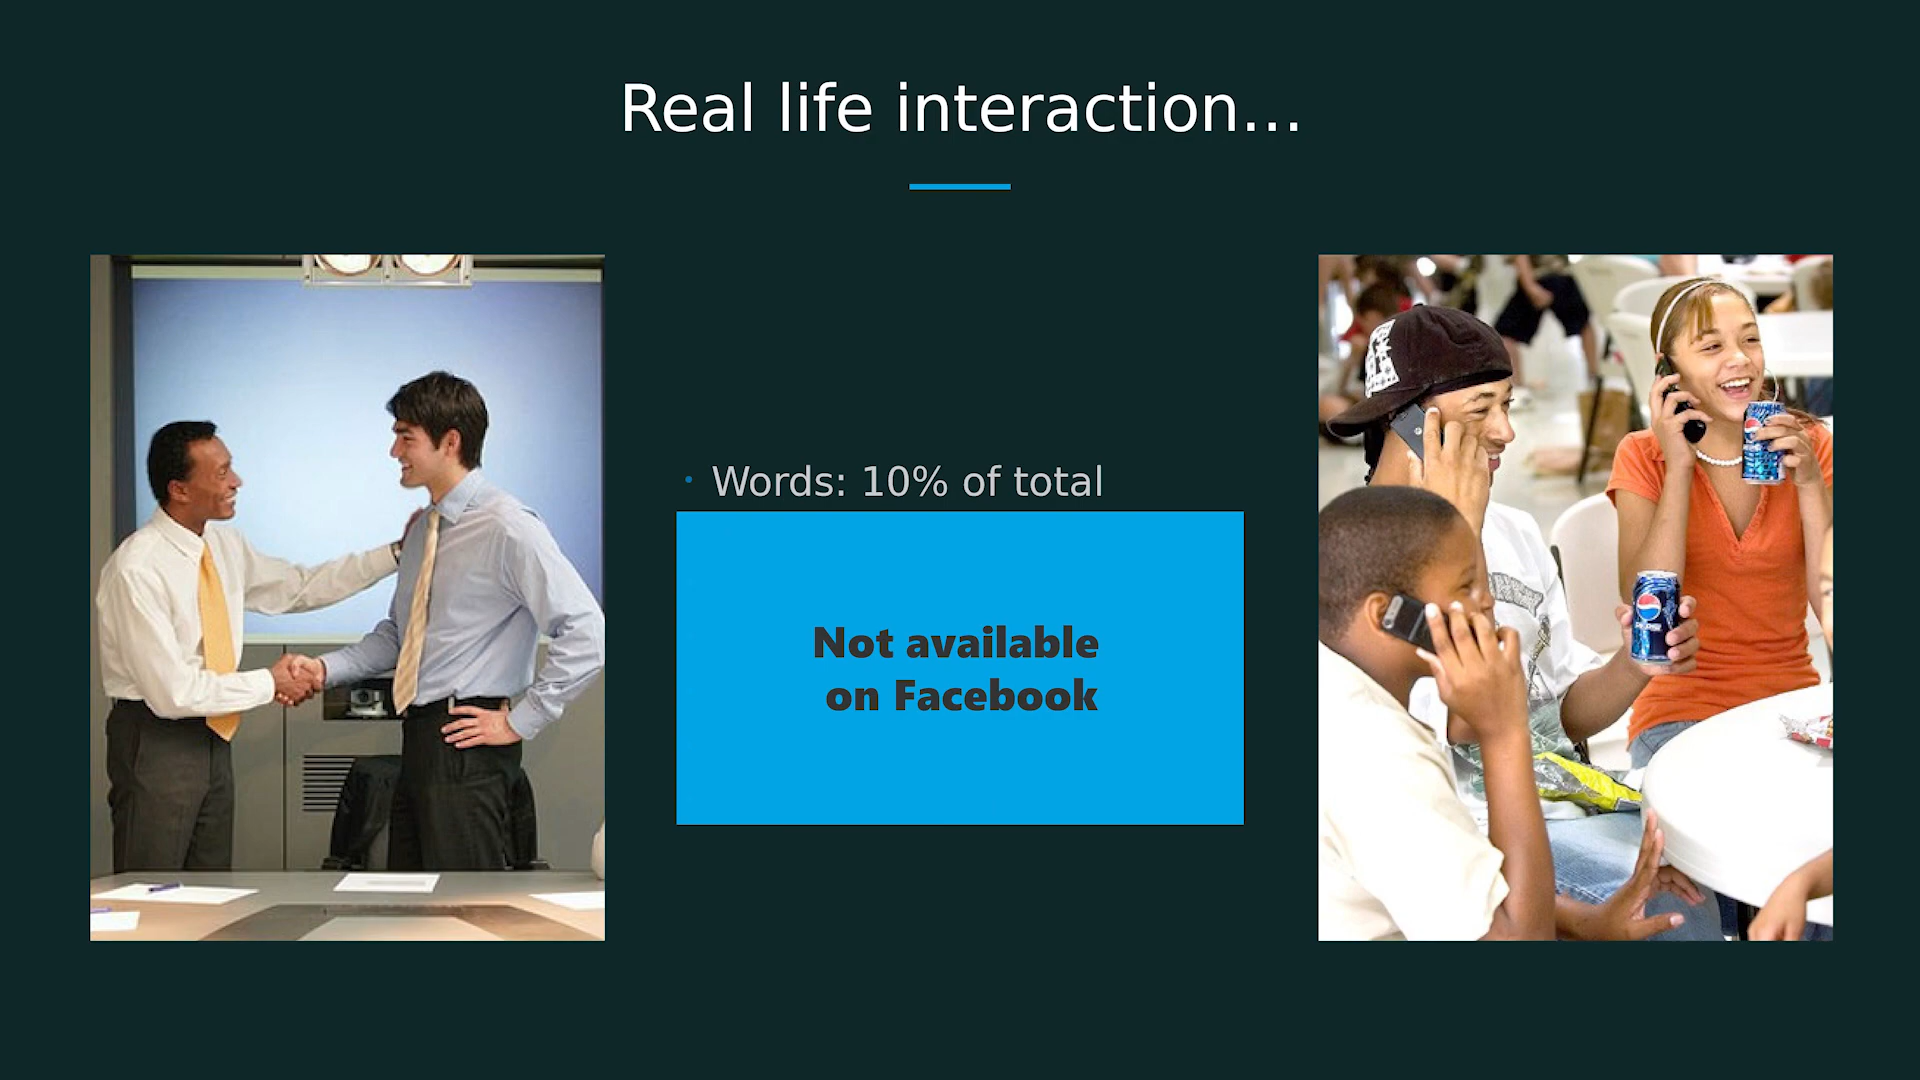 Real life interaction...
• Words: 10% of total
Not available
on Facebook